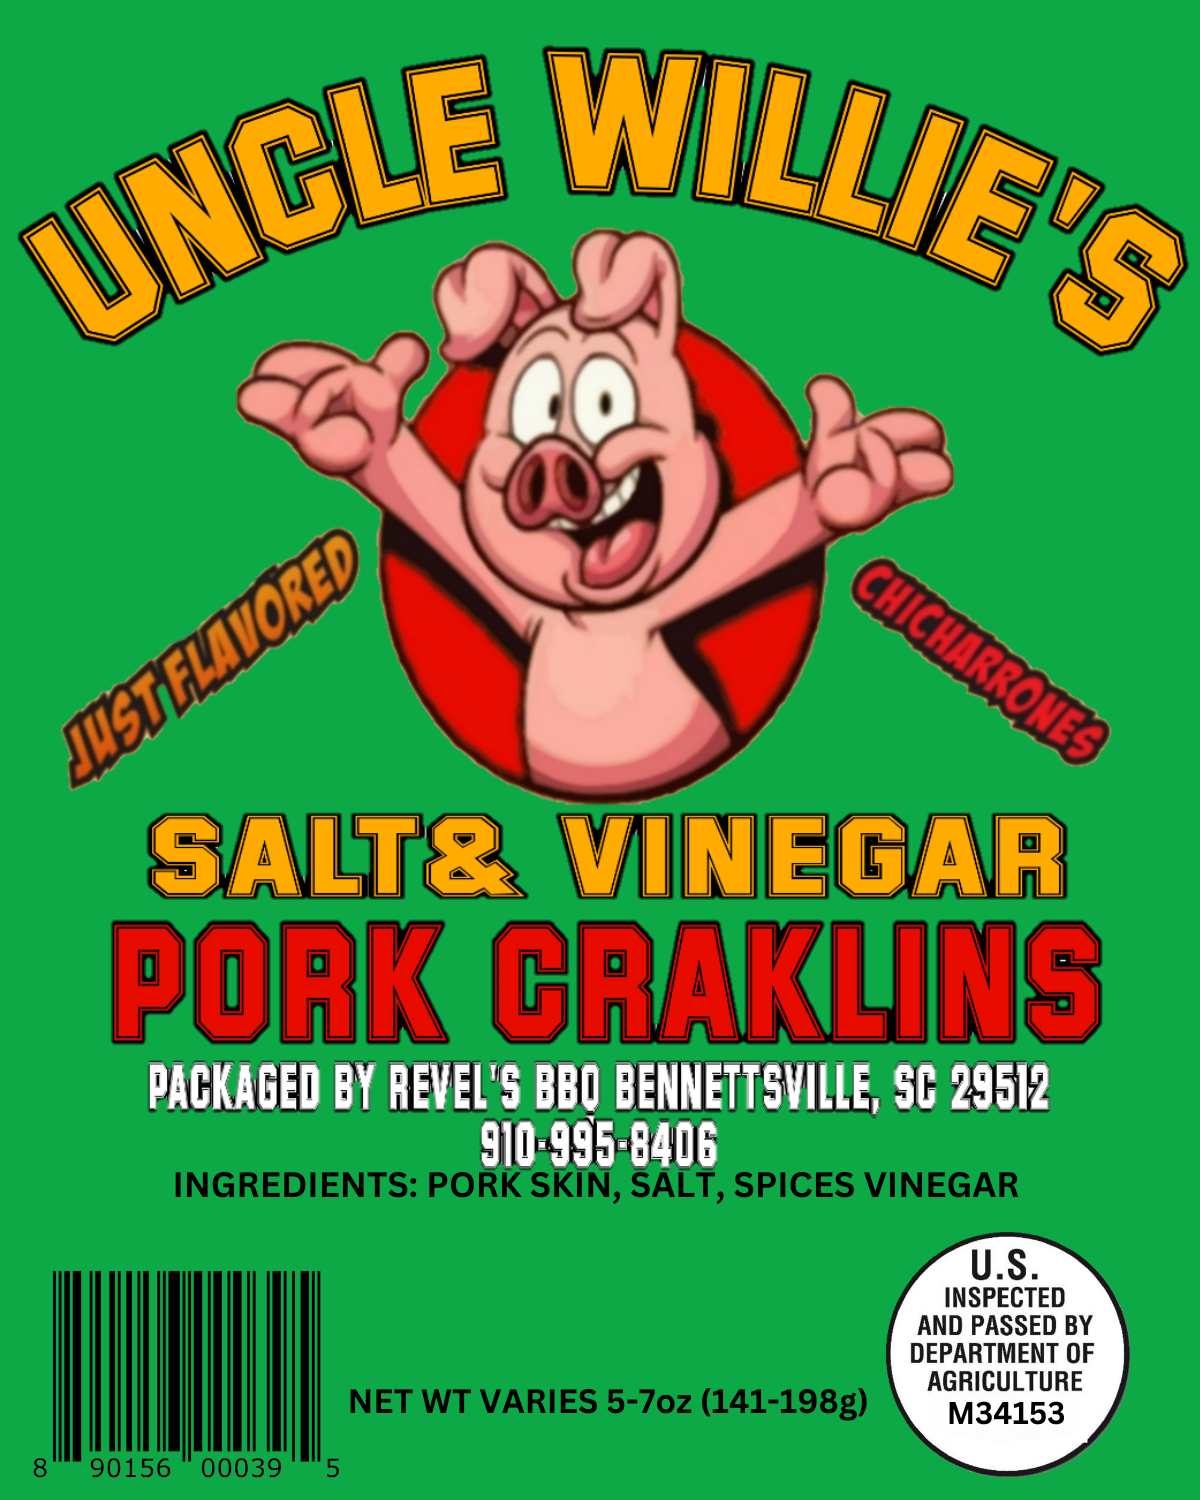 UNCLE WILLIE'S
JUST FLAVORED
CHICHARRONES
SALT& VINEGAR
PORK CRAKLINS
PACKAGED BY REVEL'S BBQ BENNETTSVILLE, SC 29512
910-995-8406
INGREDIENTS: PORK SKIN, SALT, SPICES VINEGAR
U.S.
INSPECTED
AND PASSED BY
DEPARTMENT OF
AGRICULTURE
M34153
NET WT VARIES 5-7oz (141-198g)
8 90156 00039 5